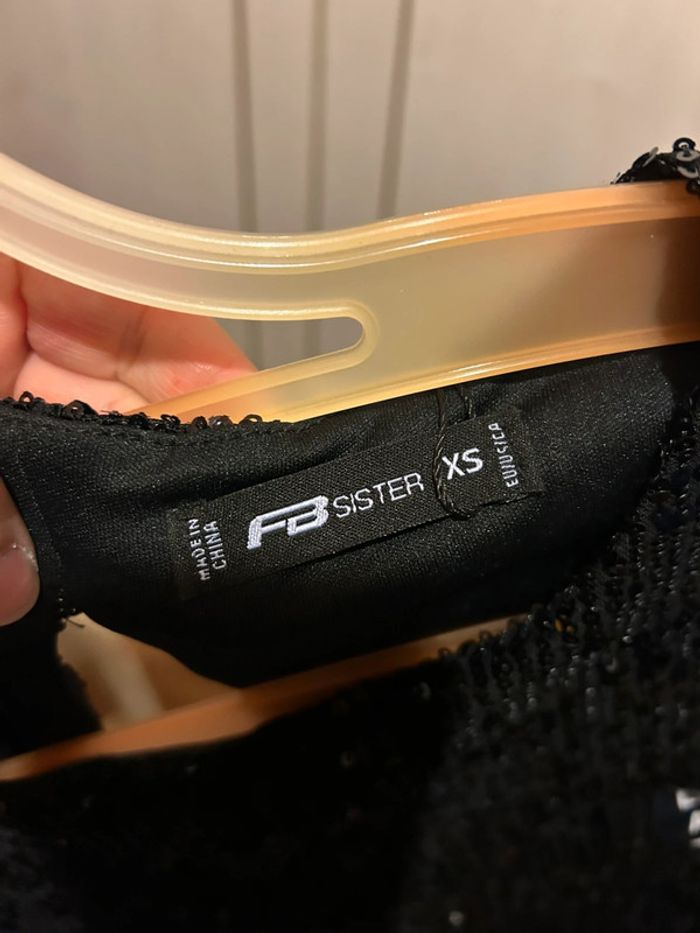 MADE IN
CHINA
FB SISTER
XS
EU/US/CA